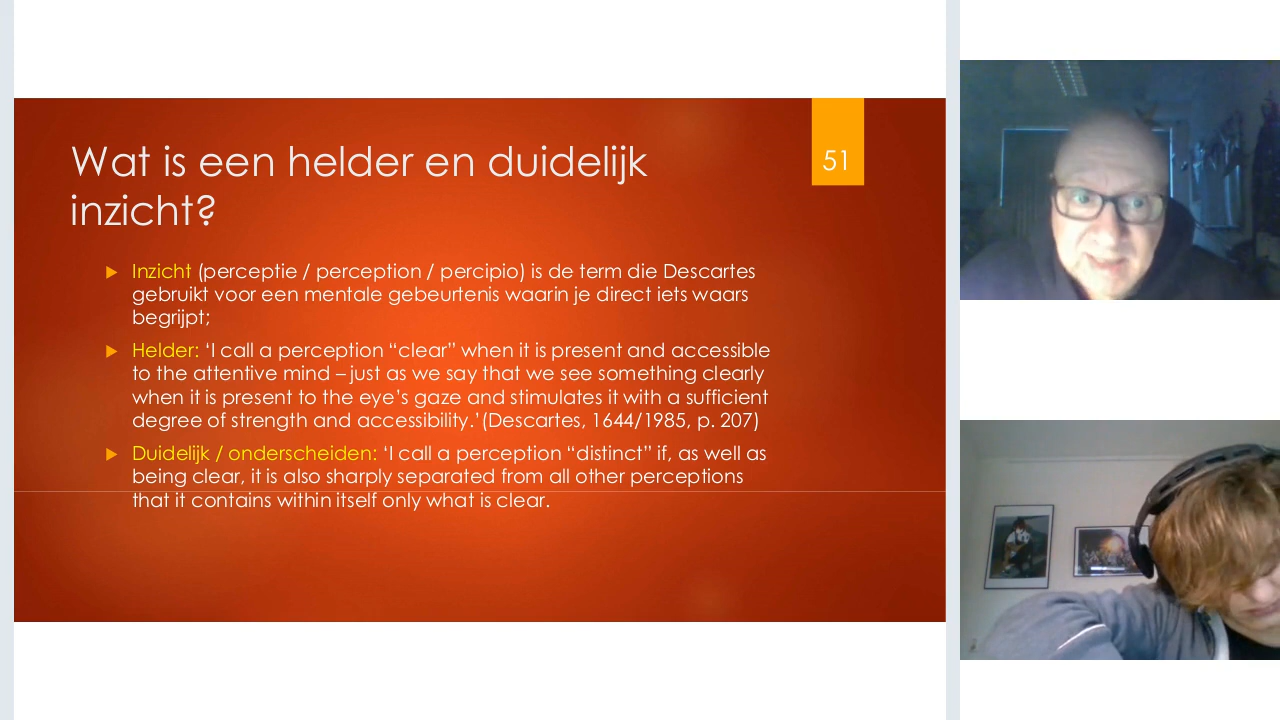 Wat is een helder en duidelijk
inzicht?
51
Inzicht (perceptie / perception / percipio) is de term die Descartes
gebruikt voor een mentale gebeurtenis waarin je direct iets waars
begrijpt;
Helder: ‘I call a perception “clear” when it is present and accessible
to the attentive mind – just as we say that we see something clearly
when it is present to the eye’s gaze and stimulates it with a sufficient
degree of strength and accessibility.’(Descartes, 1644/1985, p. 207)
Duidelijk / onderscheiden: ‘I call a perception “distinct” if, as well as
being clear, it is also sharply separated from all other perceptions
that it contains within itself only what is clear.